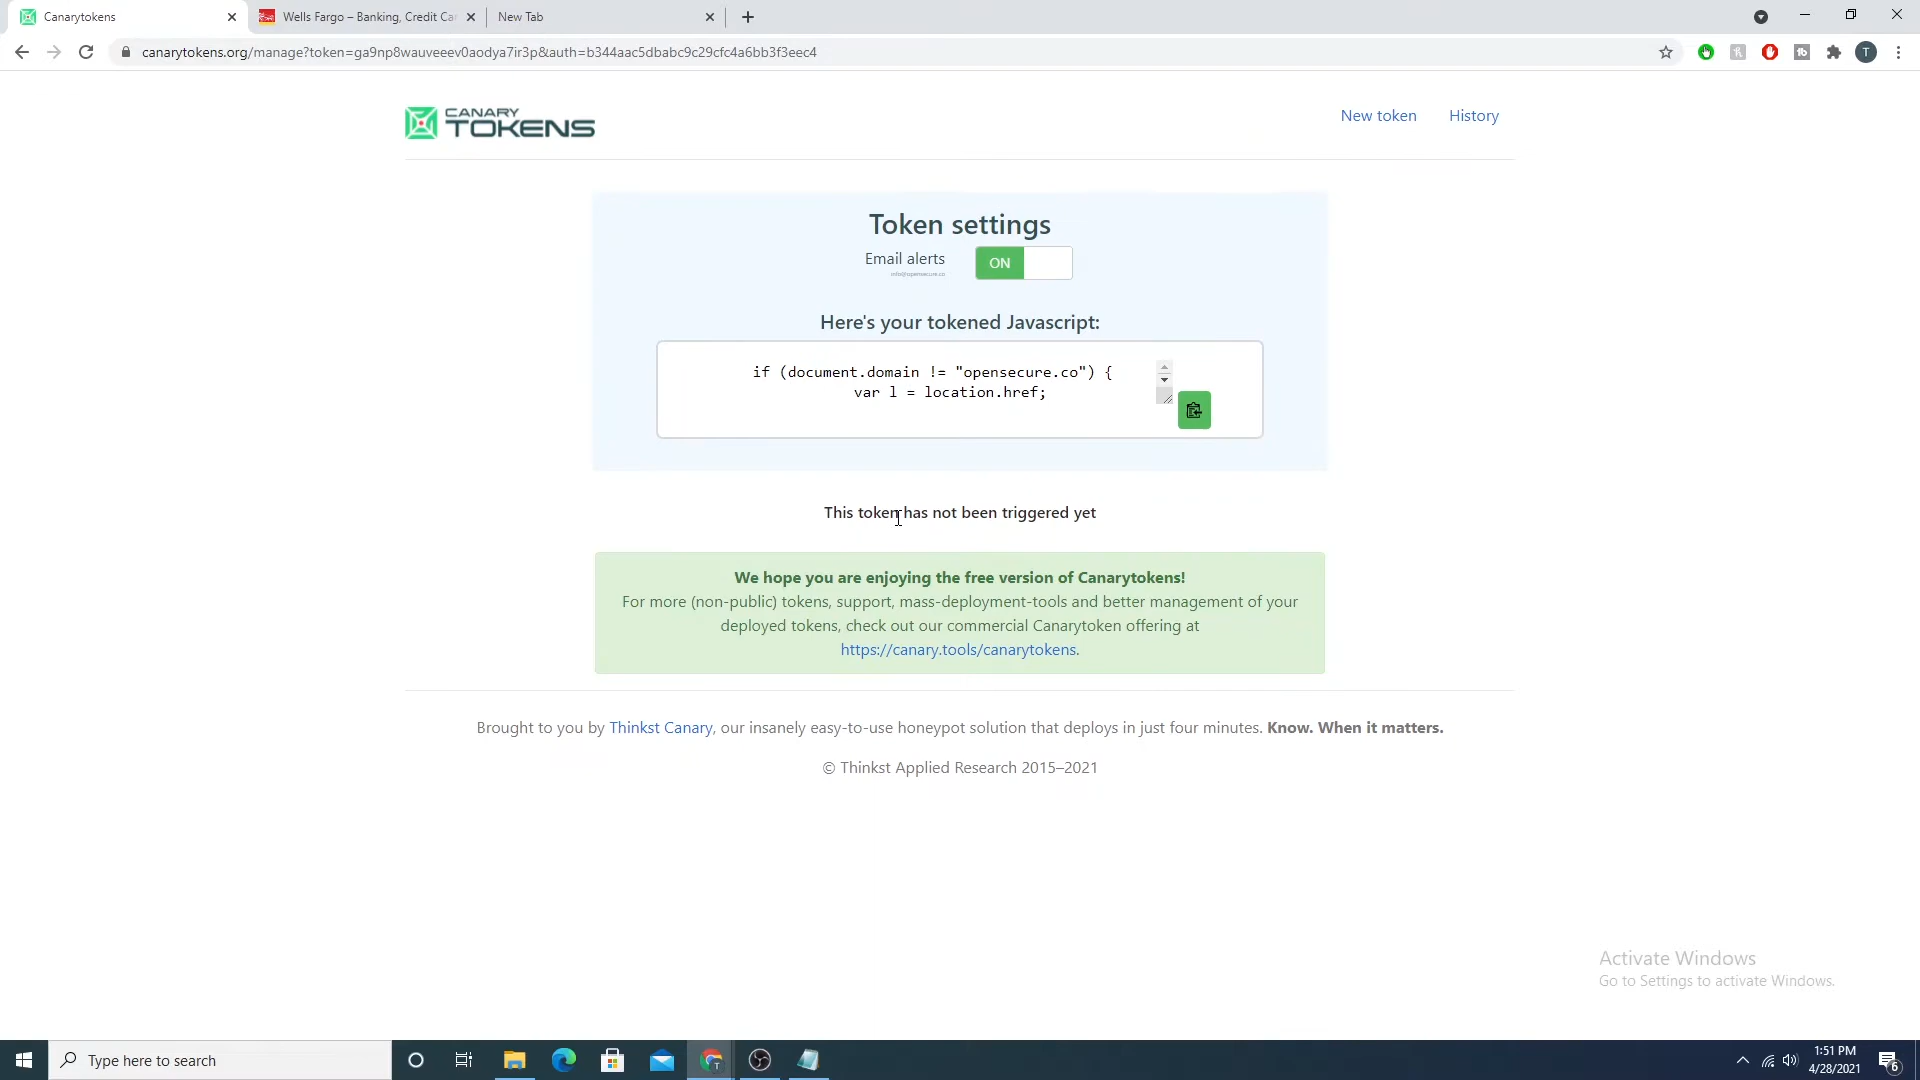 Canarytokens
Wells Fargo – Banking, Credit Ca
New Tab
canarytokens.org/manage?token=ga9np8wauveeev0aodya7ir3p&auth=b344aac5dbabc9c29cfc4a6bb3f3eec4
T
CANARY
TOKENS
New token
History
Token settings
Email alerts
ON
info@opensecure.co
Here's your tokened Javascript:
if (document.domain != "opensecure.co") {
var l = location.href;
This token has not been triggered yet
We hope you are enjoying the free version of Canarytokens!
For more (non-public) tokens, support, mass-deployment-tools and better management of your
deployed tokens, check out our commercial Canarytoken offering at
https://canary.tools/canarytokens.
Brought to you by Thinkst Canary, our insanely easy-to-use honeypot solution that deploys in just four minutes. Know. When it matters.
© Thinkst Applied Research 2015–2021
Activate Windows
Go to Settings to activate Windows.
Type here to search
1:51 PM
4/28/2021
6